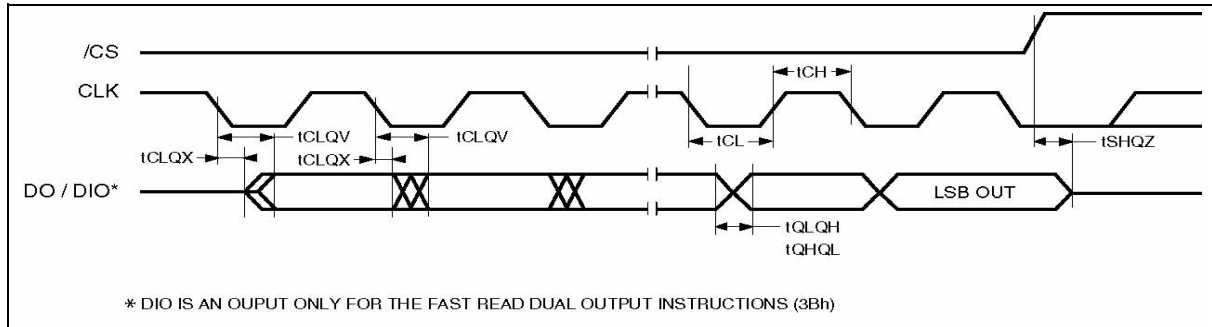 /CS
tCH
CLK
tCLQV
tCLQV
tCL
tSHQZ
tCLQX
tCLQX
DO / DIO*
LSB OUT
tQLQH
tQHQL
* DIO IS AN OUPUT ONLY FOR THE FAST READ DUAL OUTPUT INSTRUCTIONS (3Bh)